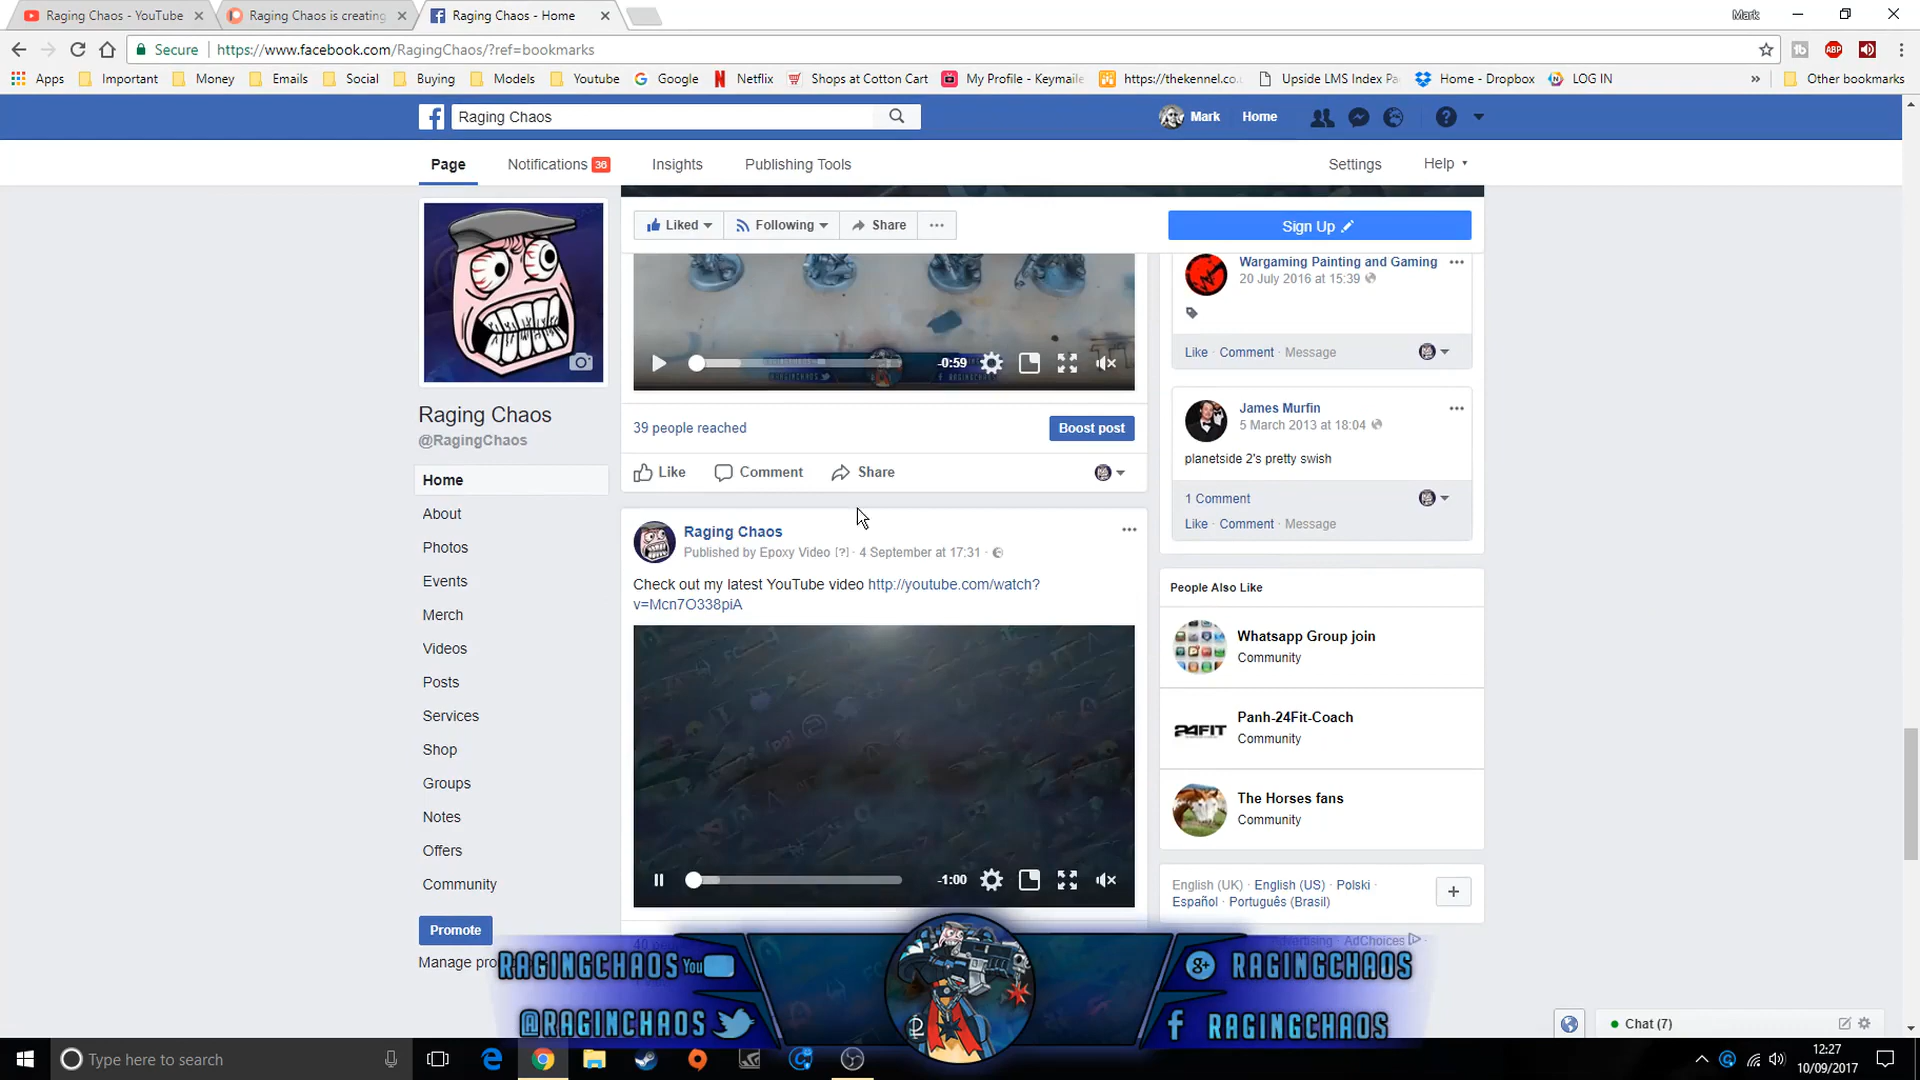 Raging Chaos - YouTube
Raging Chaos is creating
Raging Chaos - Home
Mark
Secure
https://www.facebook.com/RagingChaos/?ref=bookmarks
ABP
Apps
Important
Money
Emails
Social
Buying
Models
Youtube
Google
Netflix
Shops at Cotton Cart
My Profile - Keymaile
https://thekennel.co.
Upside LMS Index Pa
Home - Dropbox
LOG IN
»
Other bookmarks
Raging Chaos
Mark
Home
Page
Notifications 36
Insights
Publishing Tools
Settings
Help
Liked
Following
Share
...
Sign Up
Raging Chaos
@RagingChaos
Home
About
Photos
Events
Merch
Videos
Posts
Services
Shop
Groups
Notes
Offers
Community
Promote
-0:59
39 people reached
Boost post
Like
Comment
Share
Raging Chaos
Published by Epoxy Video [?] · 4 September at 17:31 ·
Check out my latest YouTube video http://youtube.com/watch?
v=Mcn7O338piA
-1:00
Wargaming Painting and Gaming
20 July 2016 at 15:39
Like · Comment · Message
James Murfin
5 March 2013 at 18:04
planetside 2's pretty swish
1 Comment
Like · Comment · Message
People Also Like
Whatsapp Group join
Community
24FIT
Panh-24Fit-Coach
Community
The Horses fans
Community
English (UK) · English (US) · Polski ·
Español · Português (Brasil)
AdChoices
RAGINGCHAOS You
@RAGINCHAOS
g+ RAGINGCHAOS
f RAGINGCHAOS
Chat (7)
Type here to search
12:27
10/09/2017